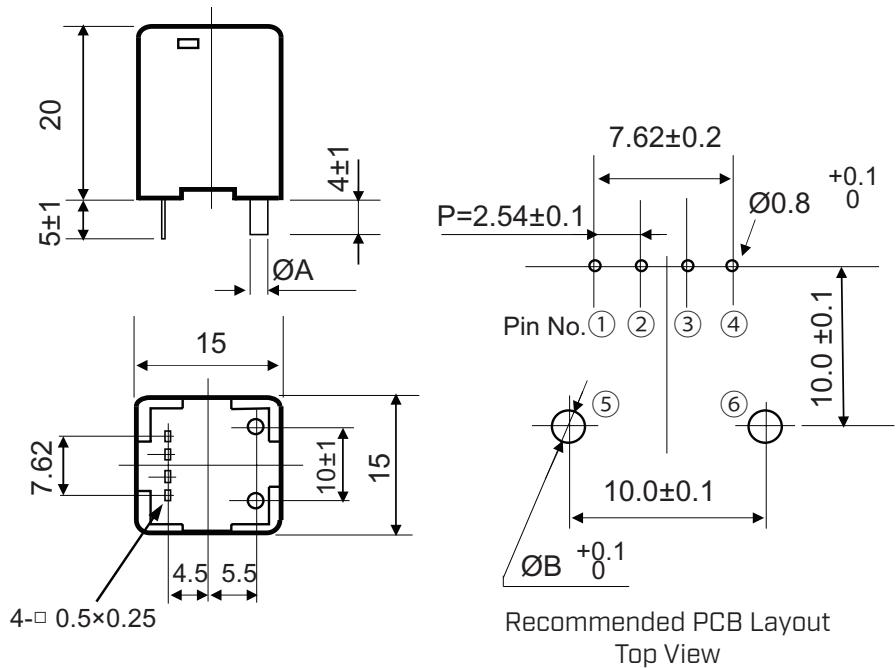 20
5±1
4±1
ØA
15
7.62
10±1
15
4.5
5.5
4-□ 0.5×0.25
7.62±0.2
P=2.54±0.1
Ø0.8 +0.1
0
Pin No. ① ② ③ ④
10.0 ±0.1
⑤ ⑥
10.0±0.1
ØB +0.1
0
Recommended PCB Layout
Top View